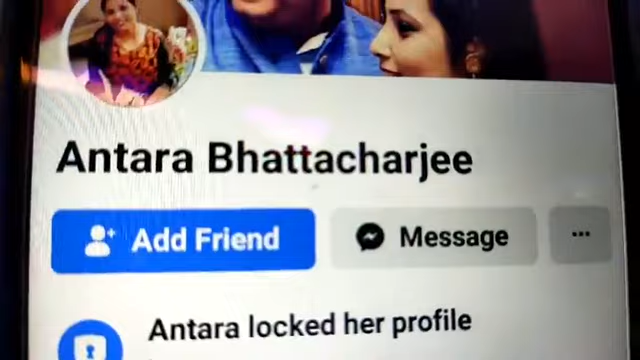 Antara Bhattacharjee
Add Friend
Message
Antara locked her profile